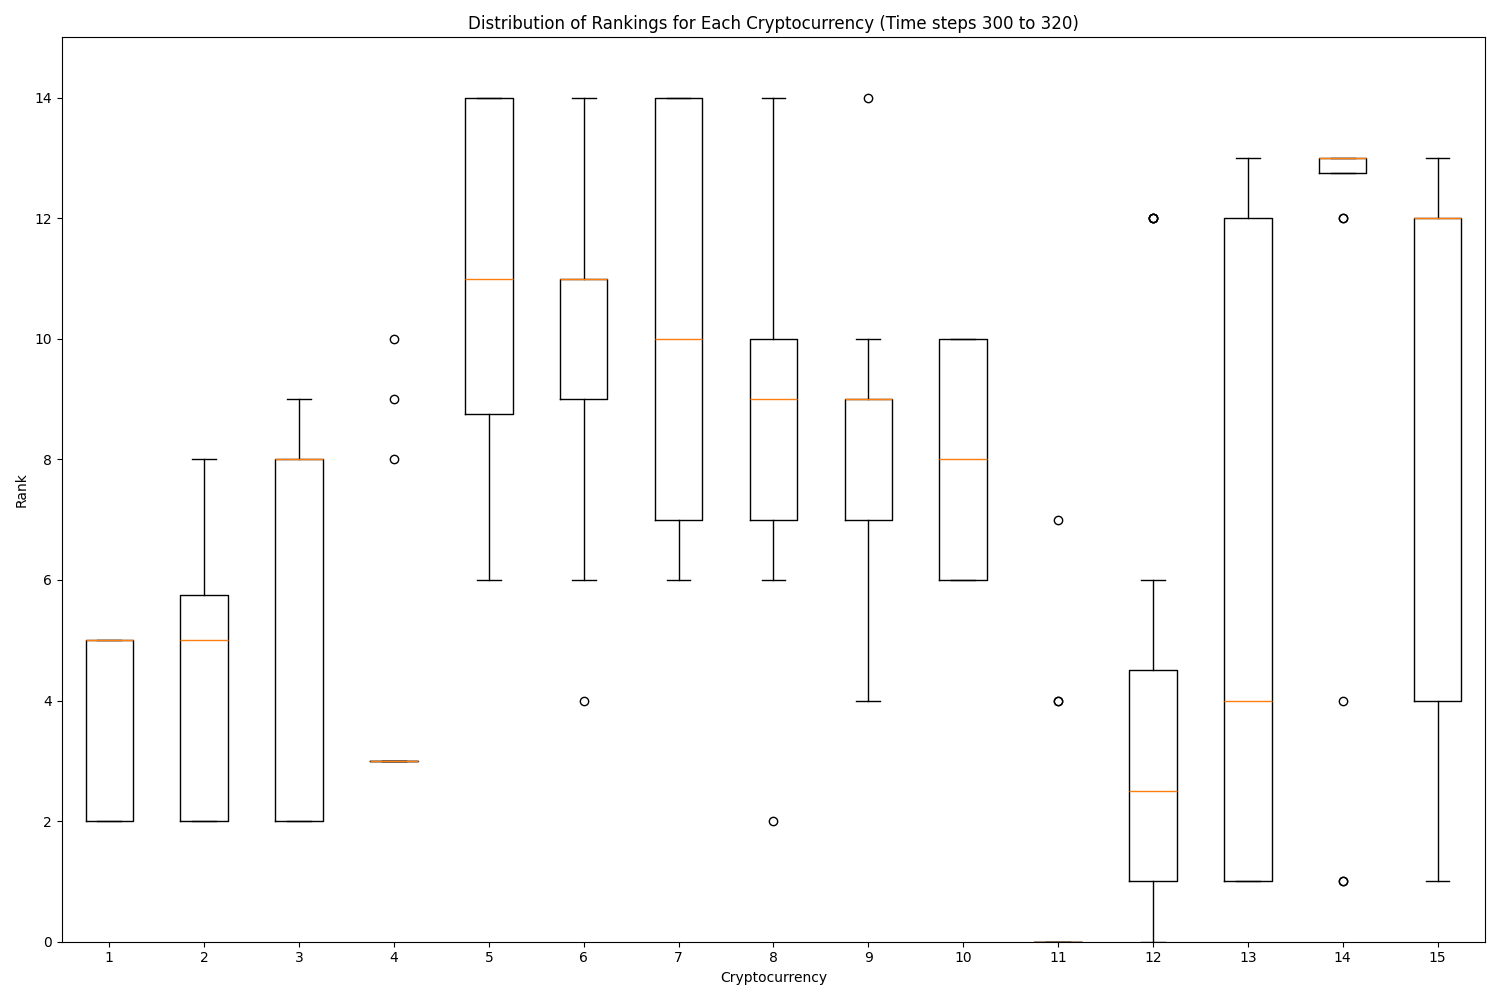 Distribution of Rankings for Each Cryptocurrency (Time steps 300 to 320)
14
12
10
8
6
4
2
0
Rank
1 2 3 4 5 6 7 8 9 10 11 12 13 14 15
Cryptocurrency